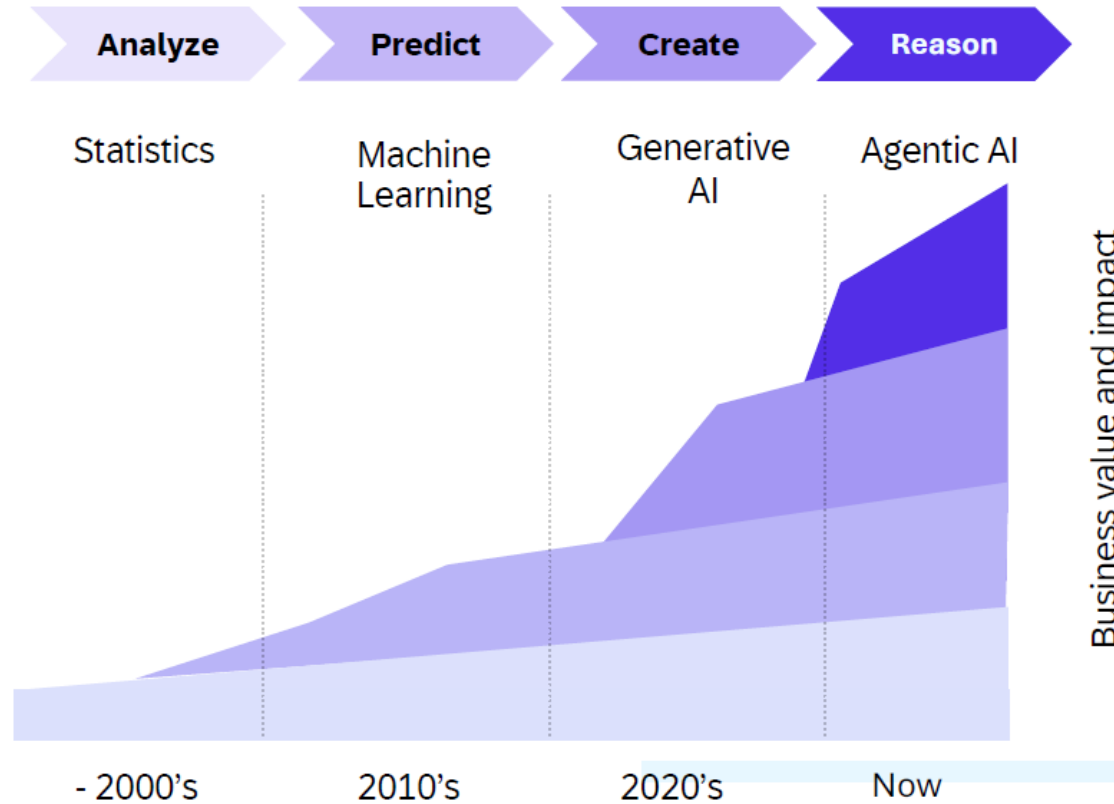 Analyze
Predict
Create
Reason
Statistics
Machine
Learning
Generative
AI
Agentic AI
Business value and impact
- 2000's
2010's
2020's
Now